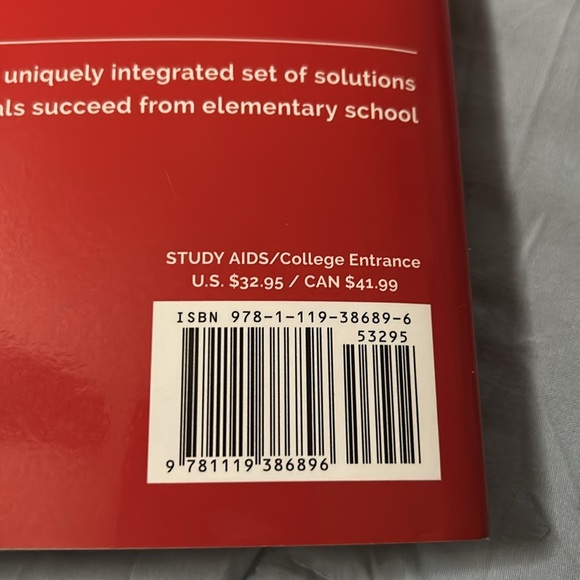 uniquely integrated set of solutions
als succeed from elementary school
STUDY AIDS/College Entrance
U.S. $32.95 / CAN $41.99
ISBN 978-1-119-38689-6
53295
9 781119 386896